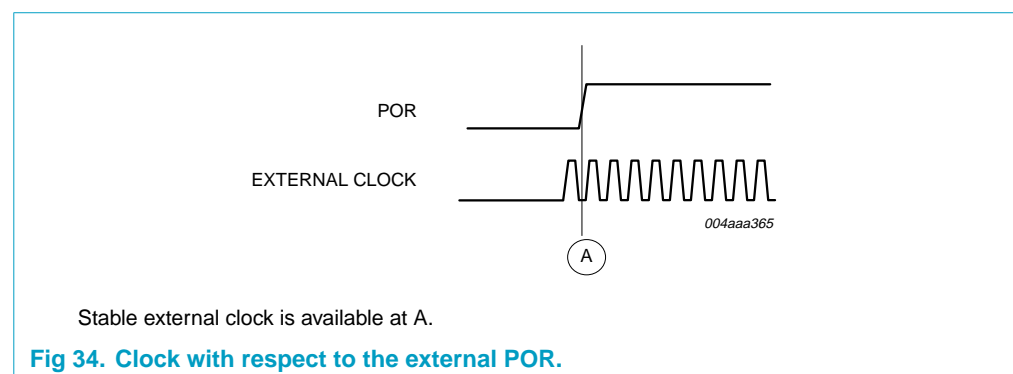 POR
EXTERNAL CLOCK
004aaa365
A
Stable external clock is available at A.
Fig 34. Clock with respect to the external POR.